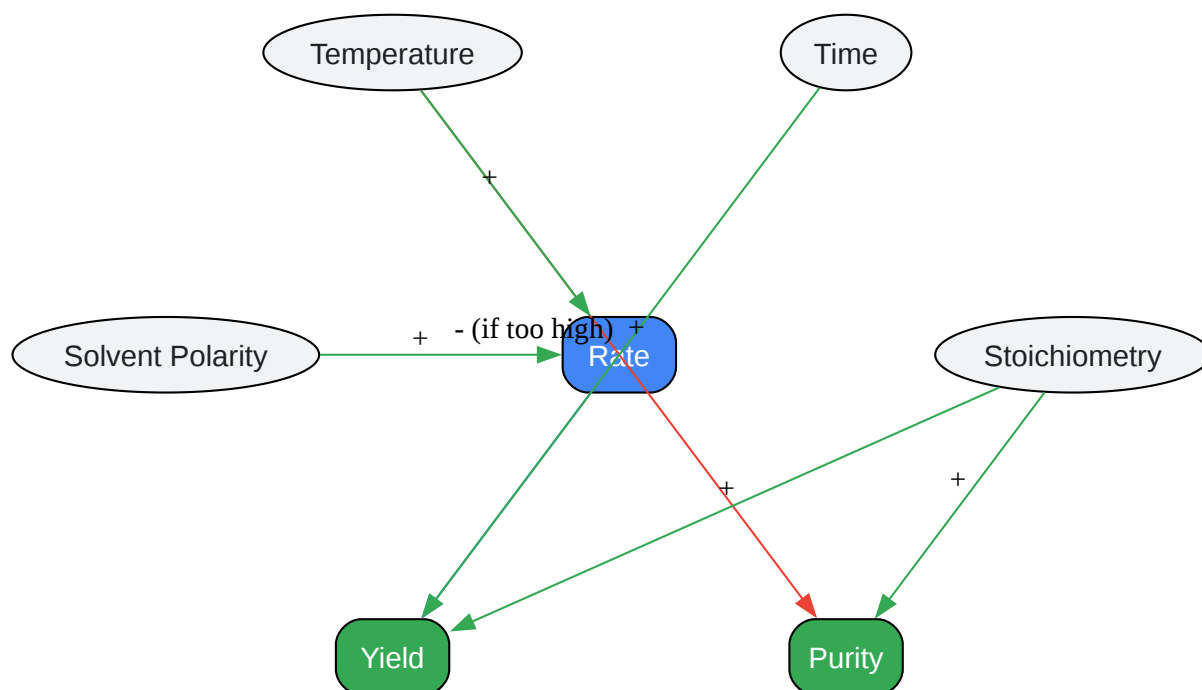 Temperature
Time
+
- (if too high)
+
+
Solvent Polarity
Rate
Stoichiometry
+
+
Yield
Purity